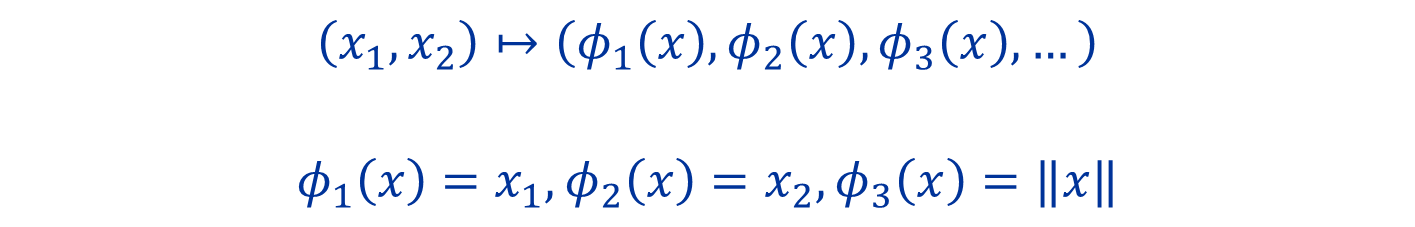 (x₁, x₂) ↦ (ϕ₁(x), ϕ₂(x), ϕ₃(x), … )
ϕ₁(x) = x₁, ϕ₂(x) = x₂, ϕ₃(x) = ‖x‖